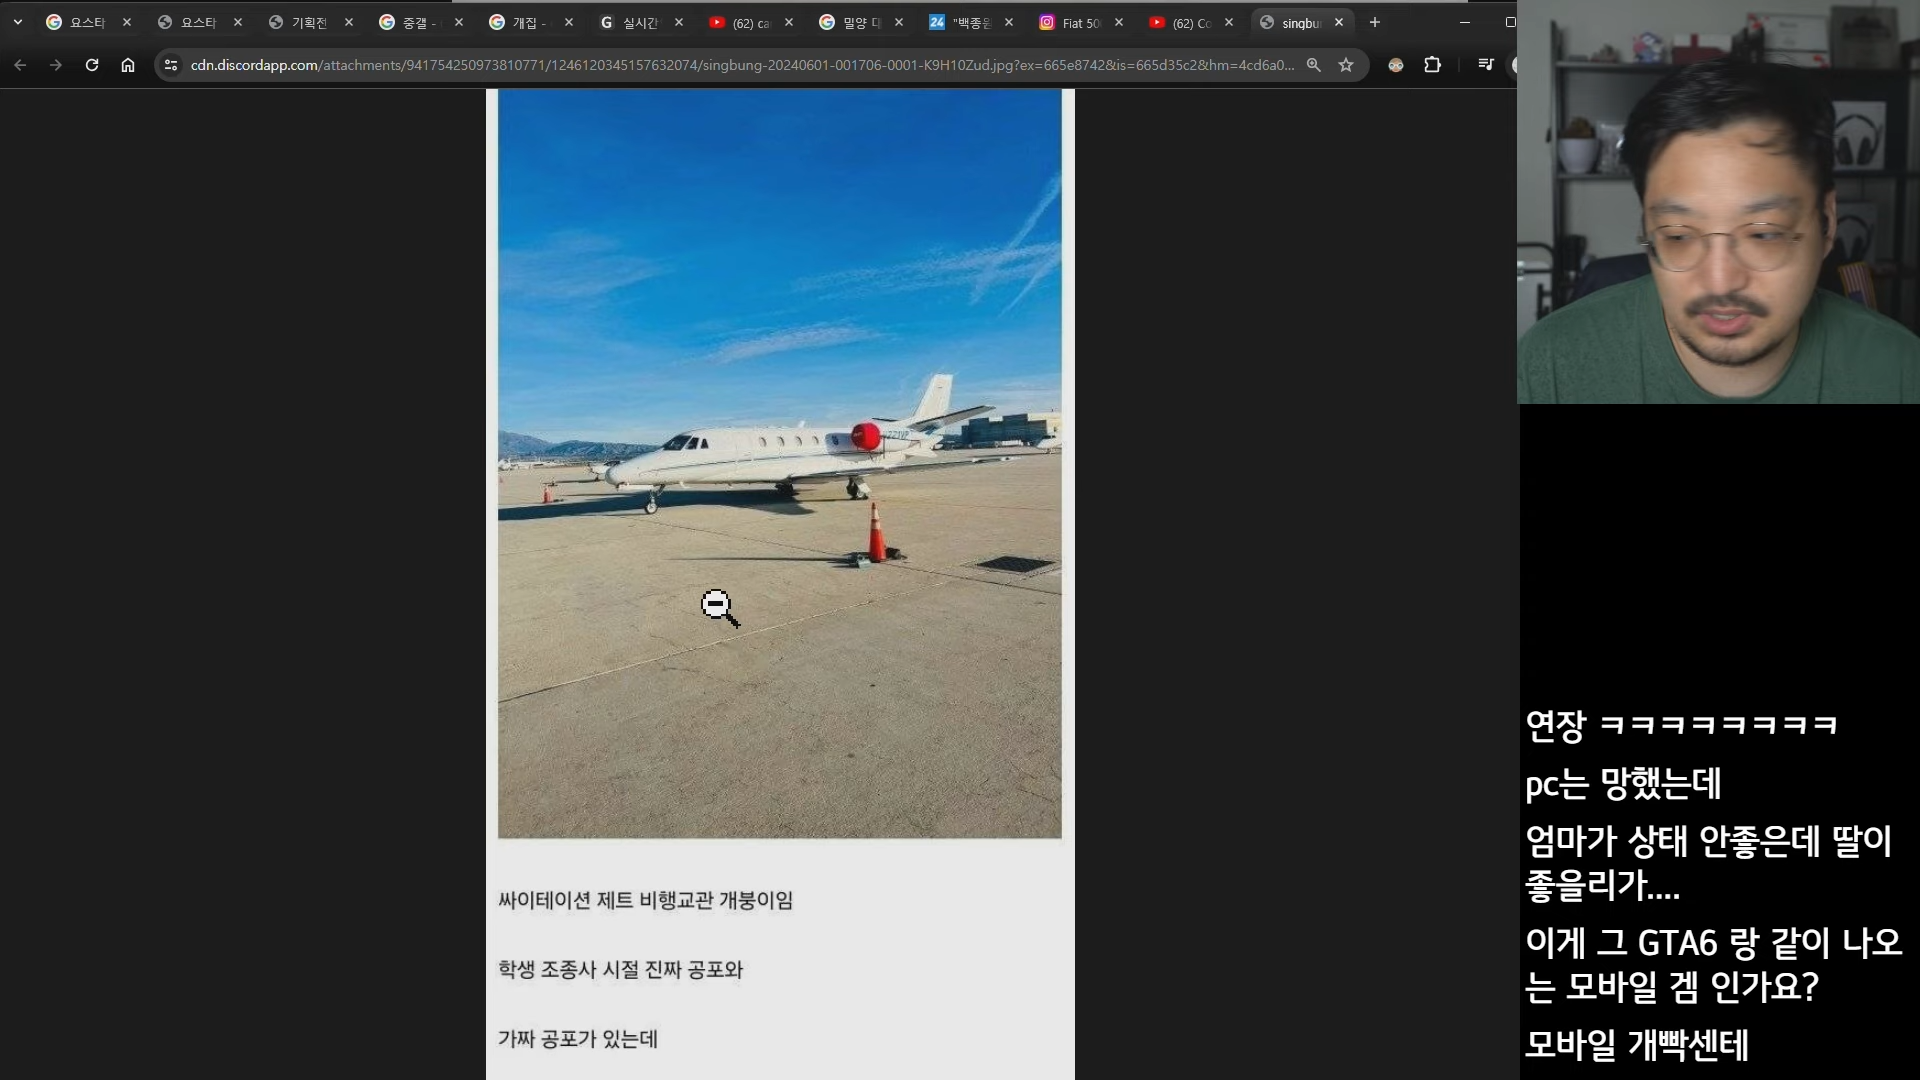 요스타
요스타
기획전
중갤 -
개집 -
실시간
(62) ca
밀양 대
24
"백종원
Fiat 50
(62) Co
singbu
cdn.discordapp.com/attachments/941754250973810771/1246120345157632074/singbung-20240601-001706-0001-K9H10Zud.jpg?ex=665e8742&is=665d35c2&hm=4cd6a0...
싸이테이션 제트 비행교관 개붕이임
학생 조종사 시절 진짜 공포와
가짜 공포가 있는데
연장 ㅋㅋㅋㅋㅋㅋㅋㅋ
pc는 망했는데
엄마가 상태 안좋은데 딸이
좋을리가....
이게 그 GTA6 랑 같이 나오
는 모바일 겜 인가요?
모바일 개빡센테